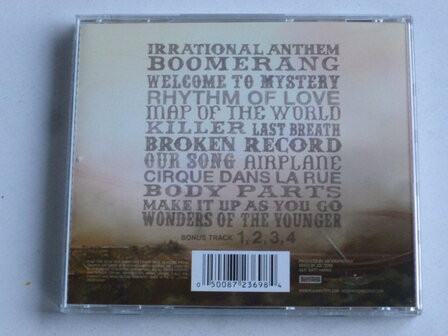 IRRATIONAL ANTHEM
BOOMERANG
WELCOME TO MYSTERY
RHYTHM OF LOVE
MAP OF THE WORLD
KILLER LAST BREATH
BROKEN RECORD
OUR SONG AIRPLANE
CIRQUE DANS LA RUE
BODY PARTS
MAKE IT UP AS YOU GO
WONDERS OF THE YOUNGER
BONUS TRACK 1, 2, 3, 4
0 50087 23698 4